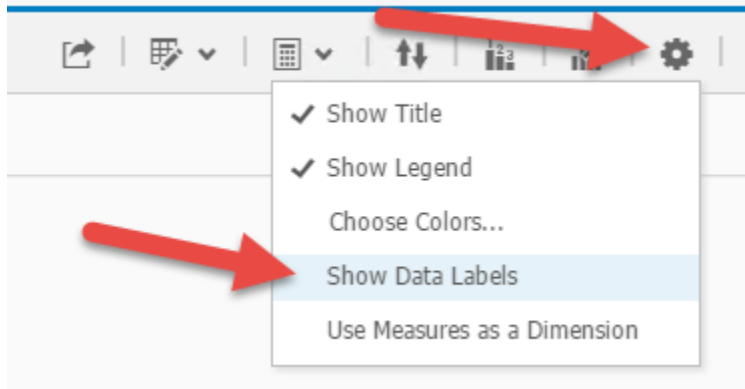 Show Title
Show Legend
Choose Colors...
Show Data Labels
Use Measures as a Dimension